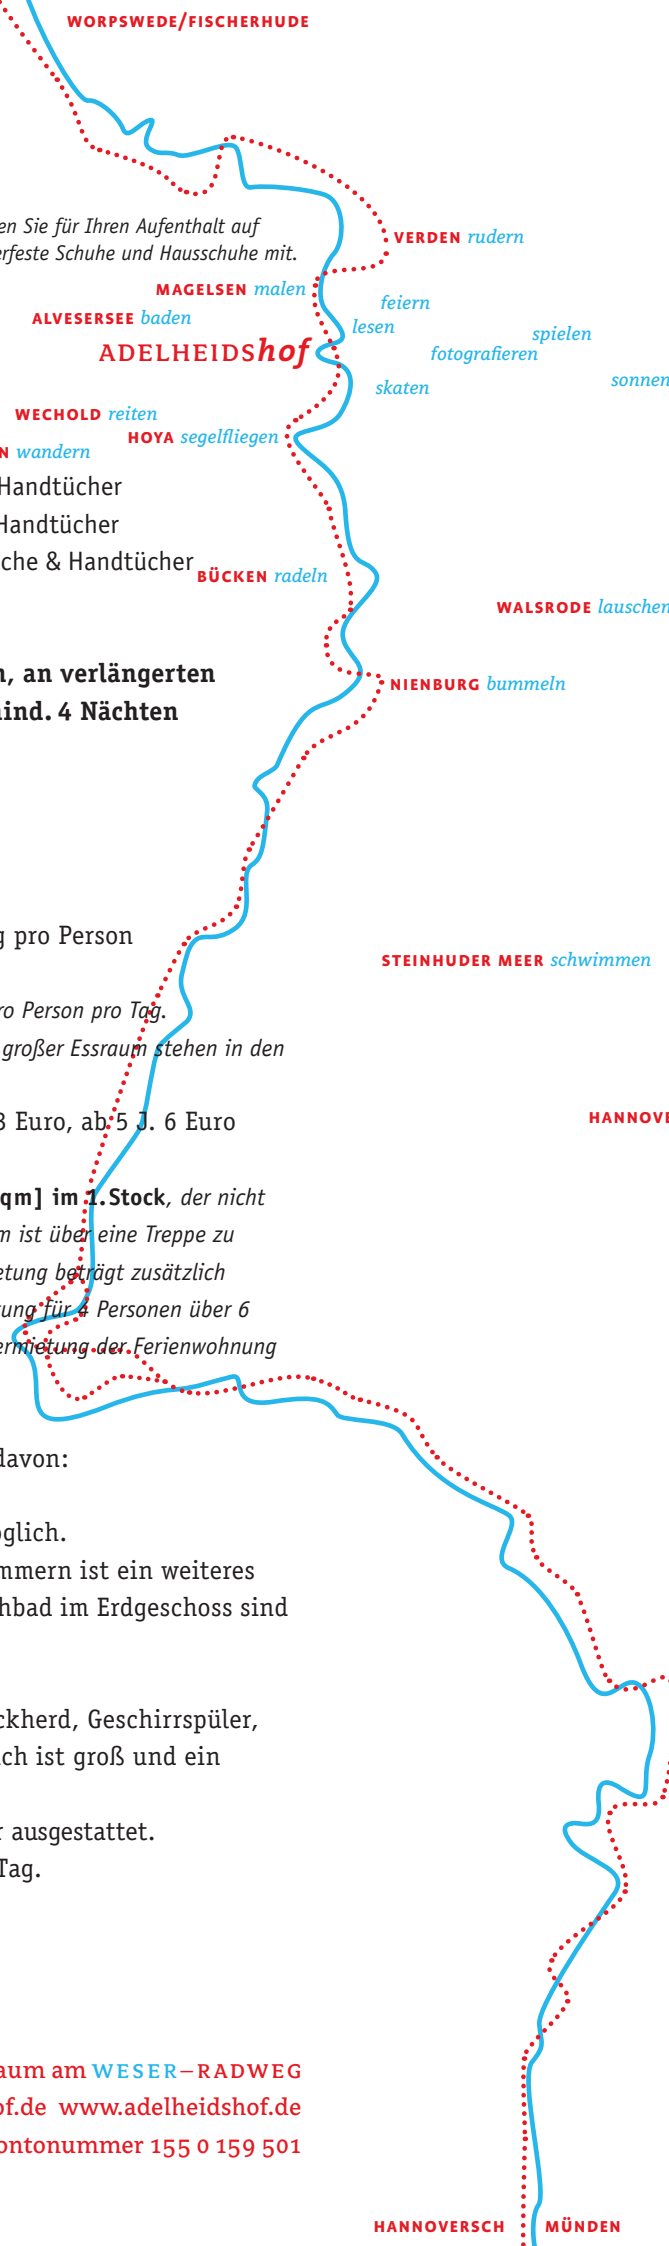 WORPSWEDE/FISCHERHUDE
en Sie für Ihren Aufenthalt auf
erfeste Schuhe und Hausschuhe mit.
VERDEN rudern
MAGELSEN malen
feiern
ALVESERSEE baden
lesen
spielen
ADELHEIDShof
fotografieren
sonnen
skaten
WECHOLD reiten
HOYA segelfliegen
N wandern
Handtücher
Handtücher
che & Handtücher
BÜCKEN radeln
WALSRODE lauschen
n, an verlängerten
NIENBURG bummeln
ind. 4 Nächten
g pro Person
STEINHUDER MEER schwimmen
ro Person pro Tag.
großer Essraum stehen in den
HANNOVE
3 Euro, ab 5 J. 6 Euro
qm] im 1.Stock, der nicht
m ist über eine Treppe zu
etung beträgt zusätzlich
ung für 4 Personen über 6
ermietung der Ferienwohnung
davon:
öglich.
mmern ist ein weiteres
hbad im Erdgeschoss sind
ckherd, Geschirrspüler,
ch ist groß und ein
r ausgestattet.
Tag.
aum am WESER–RADWEG
of.de www.adelheidshof.de
ontonummer 155 0 159 501
HANNOVERSCH MÜNDEN